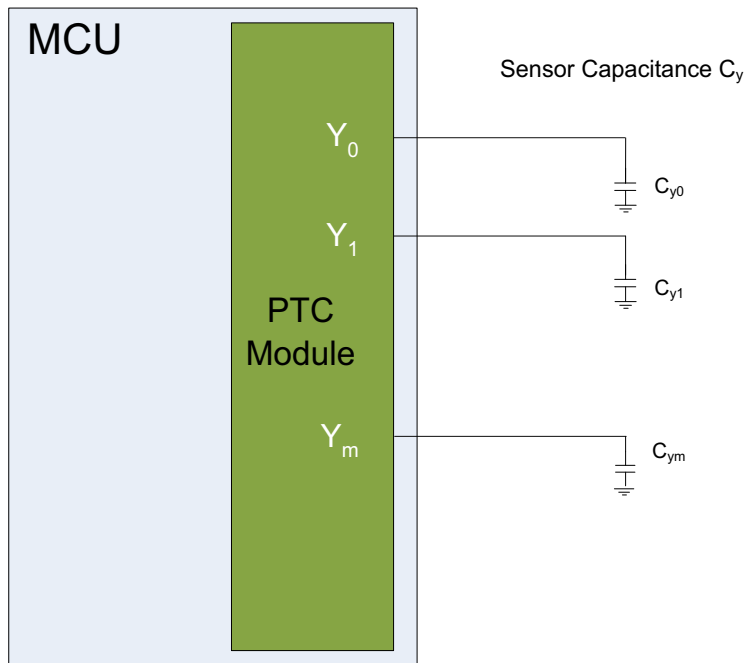 MCU
Sensor Capacitance Cy
Y0
Cy0
Y1
Cy1
PTC
Module
Ym
Cym